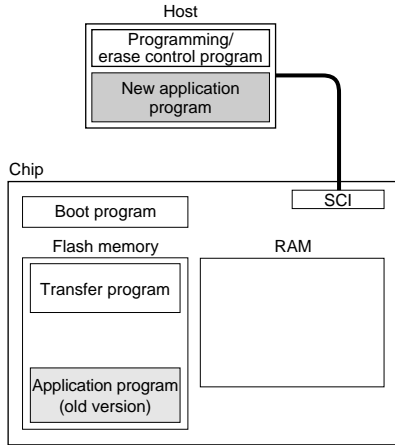 Host
Programming/
erase control program
New application
program
Chip
SCI
Boot program
Flash memory
RAM
Transfer program
Application program
(old version)